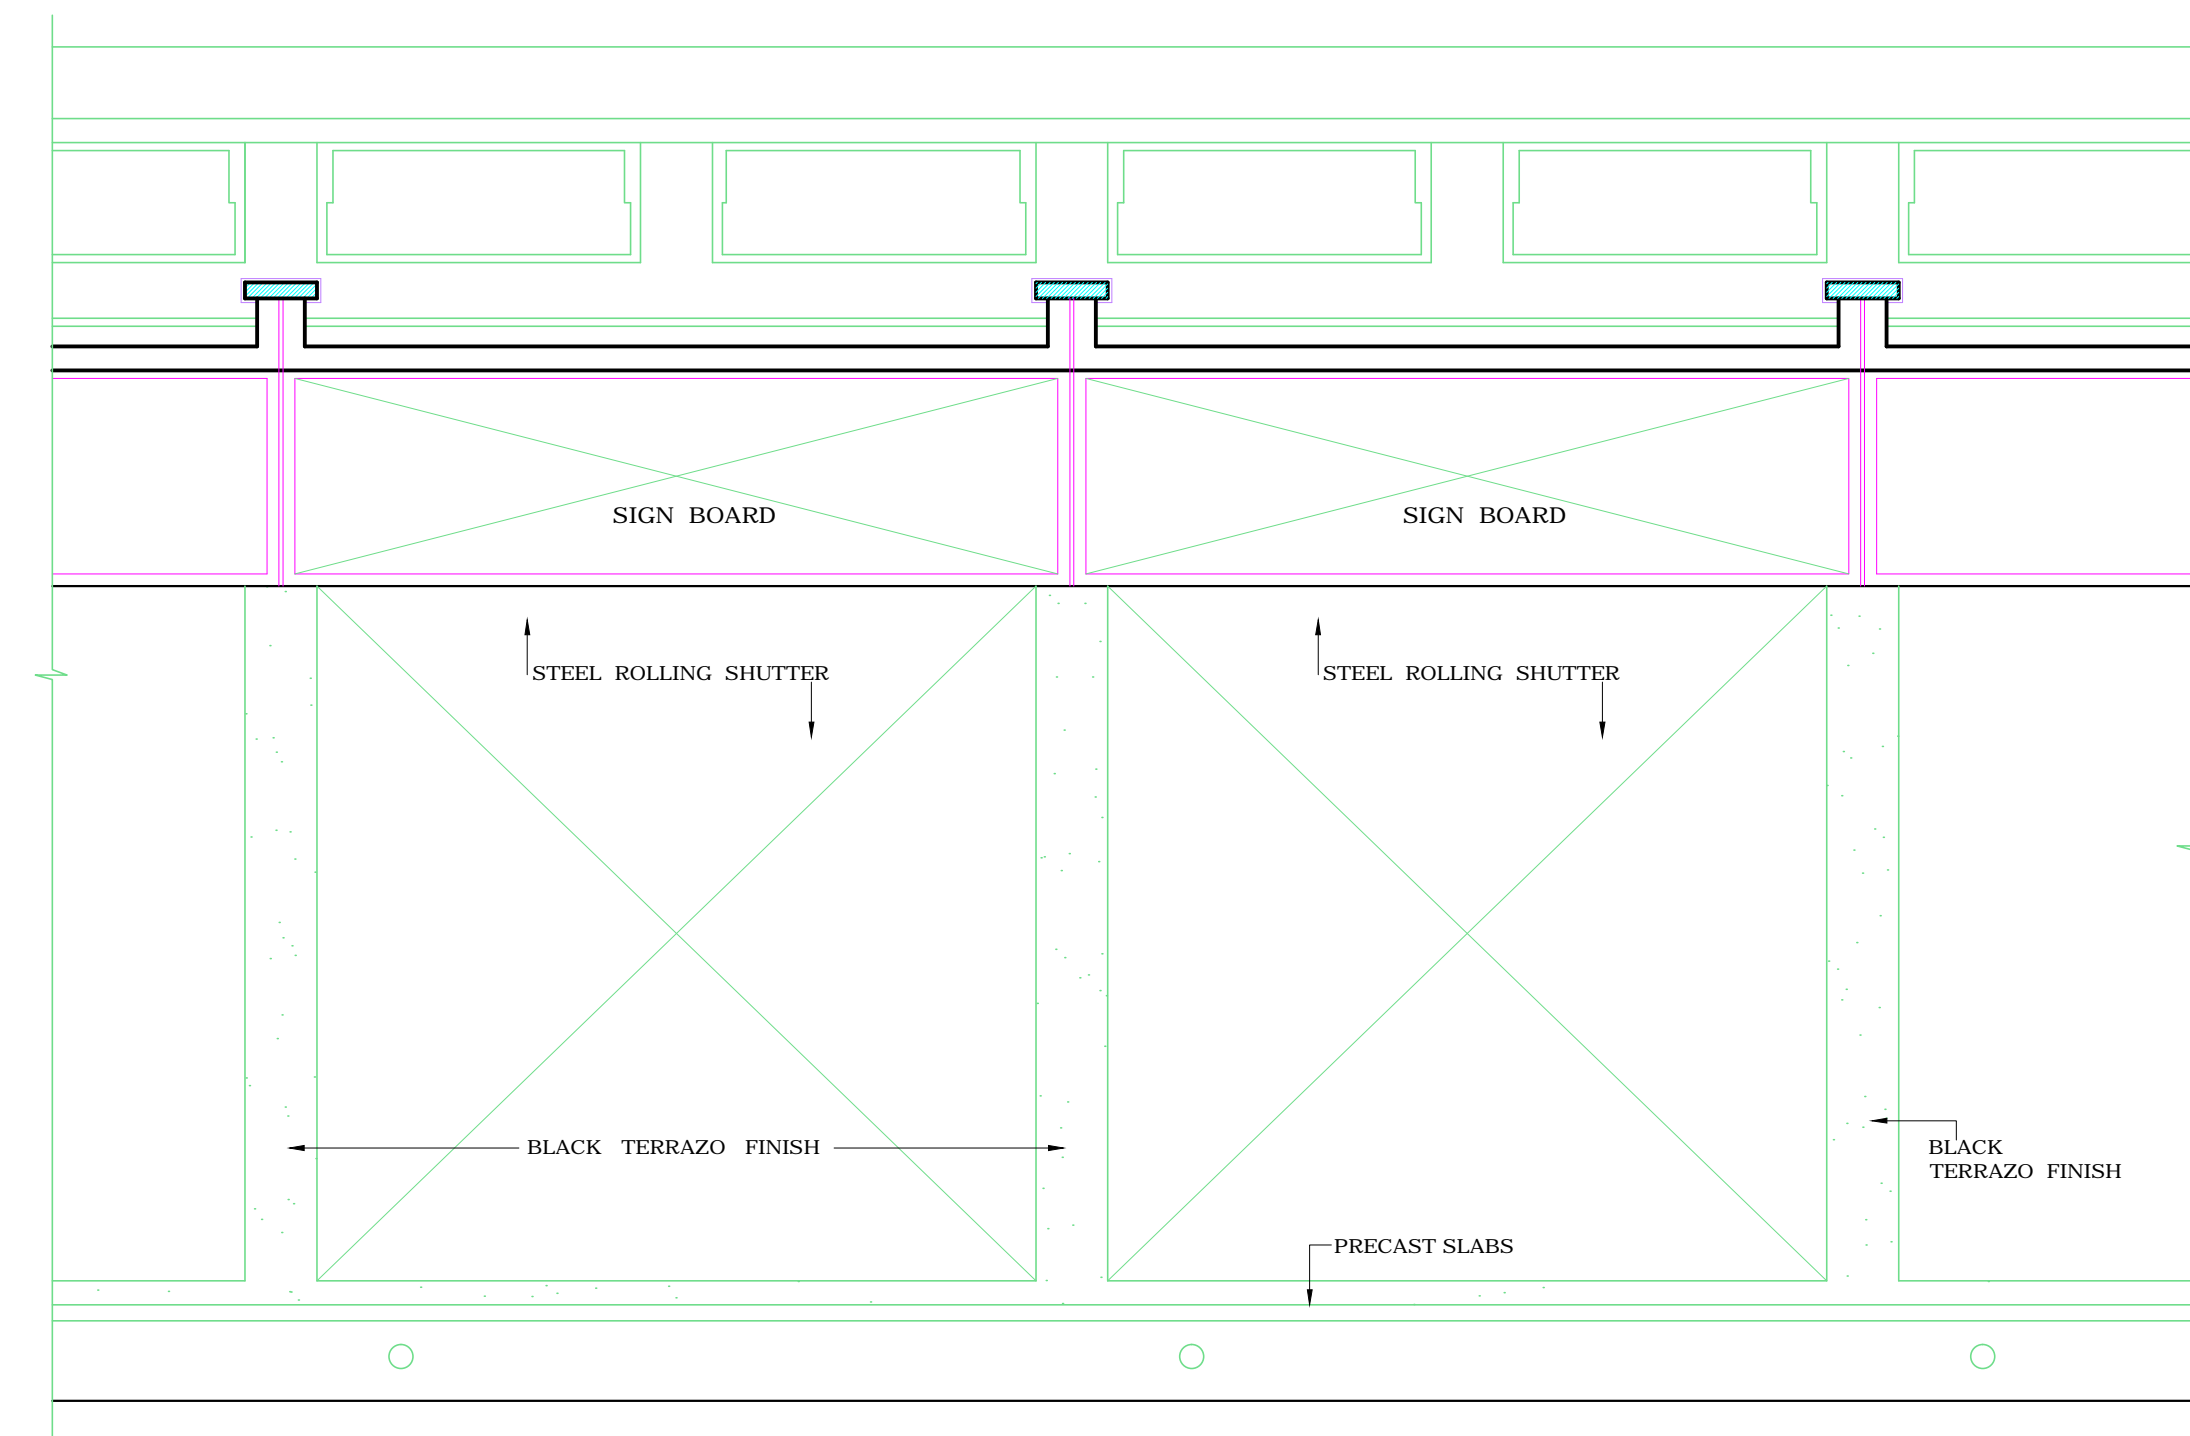 SIGN BOARD
SIGN BOARD
STEEL ROLLING SHUTTER
STEEL ROLLING SHUTTER
BLACK TERRAZO FINISH
BLACK
TERRAZO FINISH
PRECAST SLABS